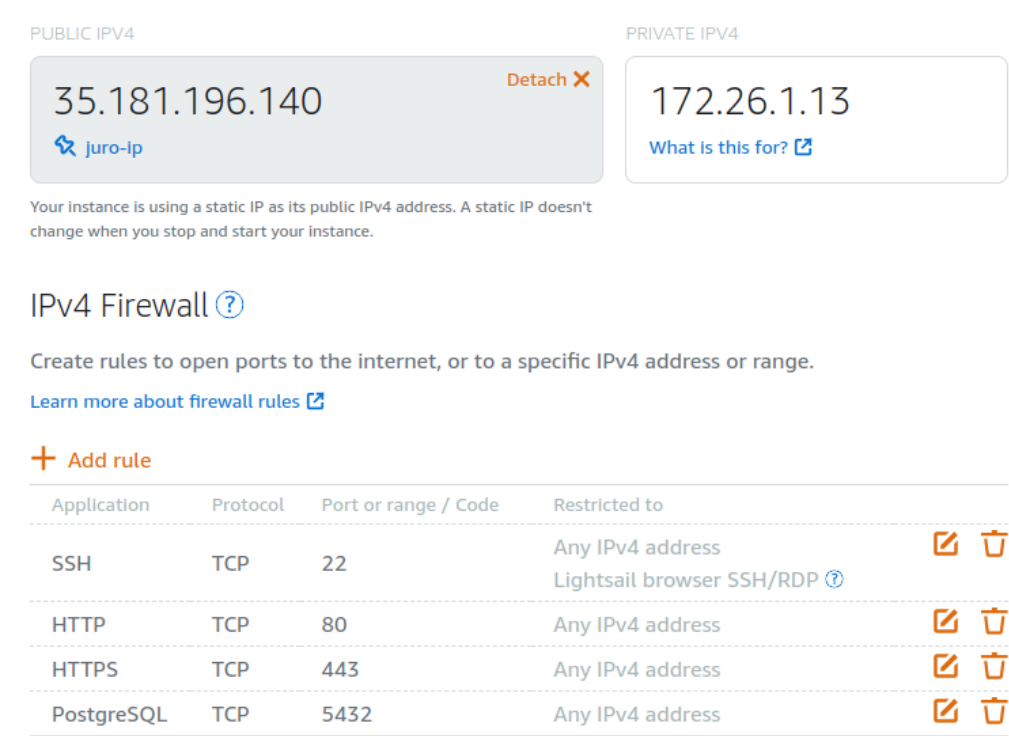 PUBLIC IPV4
PRIVATE IPV4
35.181.196.140
Detach
juro-ip
172.26.1.13
What is this for?
Your instance is using a static IP as its public IPv4 address. A static IP doesn't
change when you stop and start your instance.
IPv4 Firewall ?
Create rules to open ports to the internet, or to a specific IPv4 address or range.
Learn more about firewall rules
+ Add rule
Application Protocol Port or range / Code Restricted to
SSH TCP 22 Any IPv4 address
Lightsail browser SSH/RDP ?
HTTP TCP 80 Any IPv4 address
HTTPS TCP 443 Any IPv4 address
PostgreSQL TCP 5432 Any IPv4 address